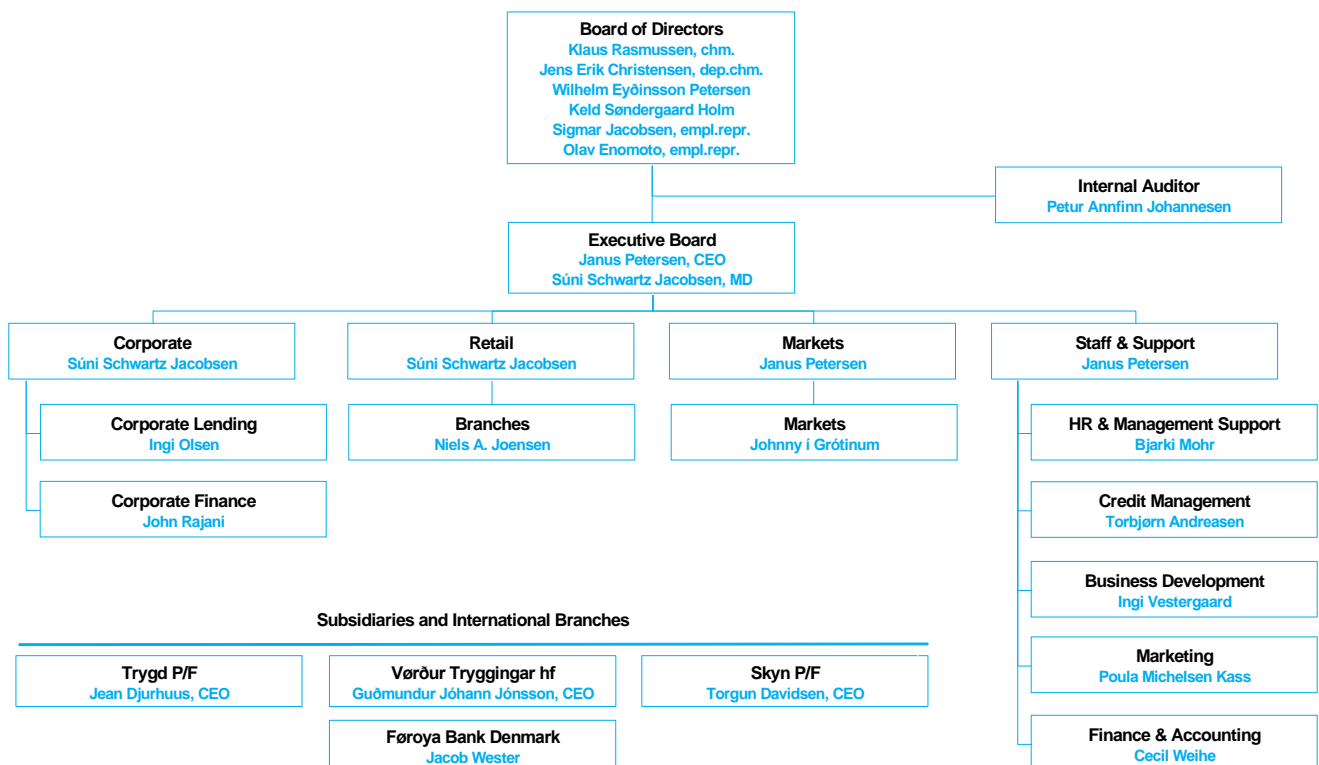 Board of Directors
Klaus Rasmussen, chm.
Jens Erik Christensen, dep.chm.
Wilhelm Eyðinsson Petersen
Keld Søndergaard Holm
Sigmar Jacobsen, empl.repr.
Olav Enomoto, empl.repr.
Internal Auditor
Petur Annfinn Johannesen
Executive Board
Janus Petersen, CEO
Súni Schwartz Jacobsen, MD
Corporate
Súni Schwartz Jacobsen
Retail
Súni Schwartz Jacobsen
Markets
Janus Petersen
Staff & Support
Janus Petersen
Corporate Lending
Ingi Olsen
Branches
Niels A. Joensen
Markets
Johnny í Grótinum
HR & Management Support
Bjarki Mohr
Corporate Finance
John Rajani
Credit Management
Torbjørn Andreasen
Business Development
Ingi Vestergaard
Subsidiaries and International Branches
Marketing
Poula Michelsen Kass
Trygd P/F
Jean Djurhuus, CEO
Vørður Tryggingar hf
Guðmundur Jóhann Jónsson, CEO
Skyn P/F
Torgun Davidsen, CEO
Føroya Bank Denmark
Jacob Wester
Finance & Accounting
Cecil Weihe